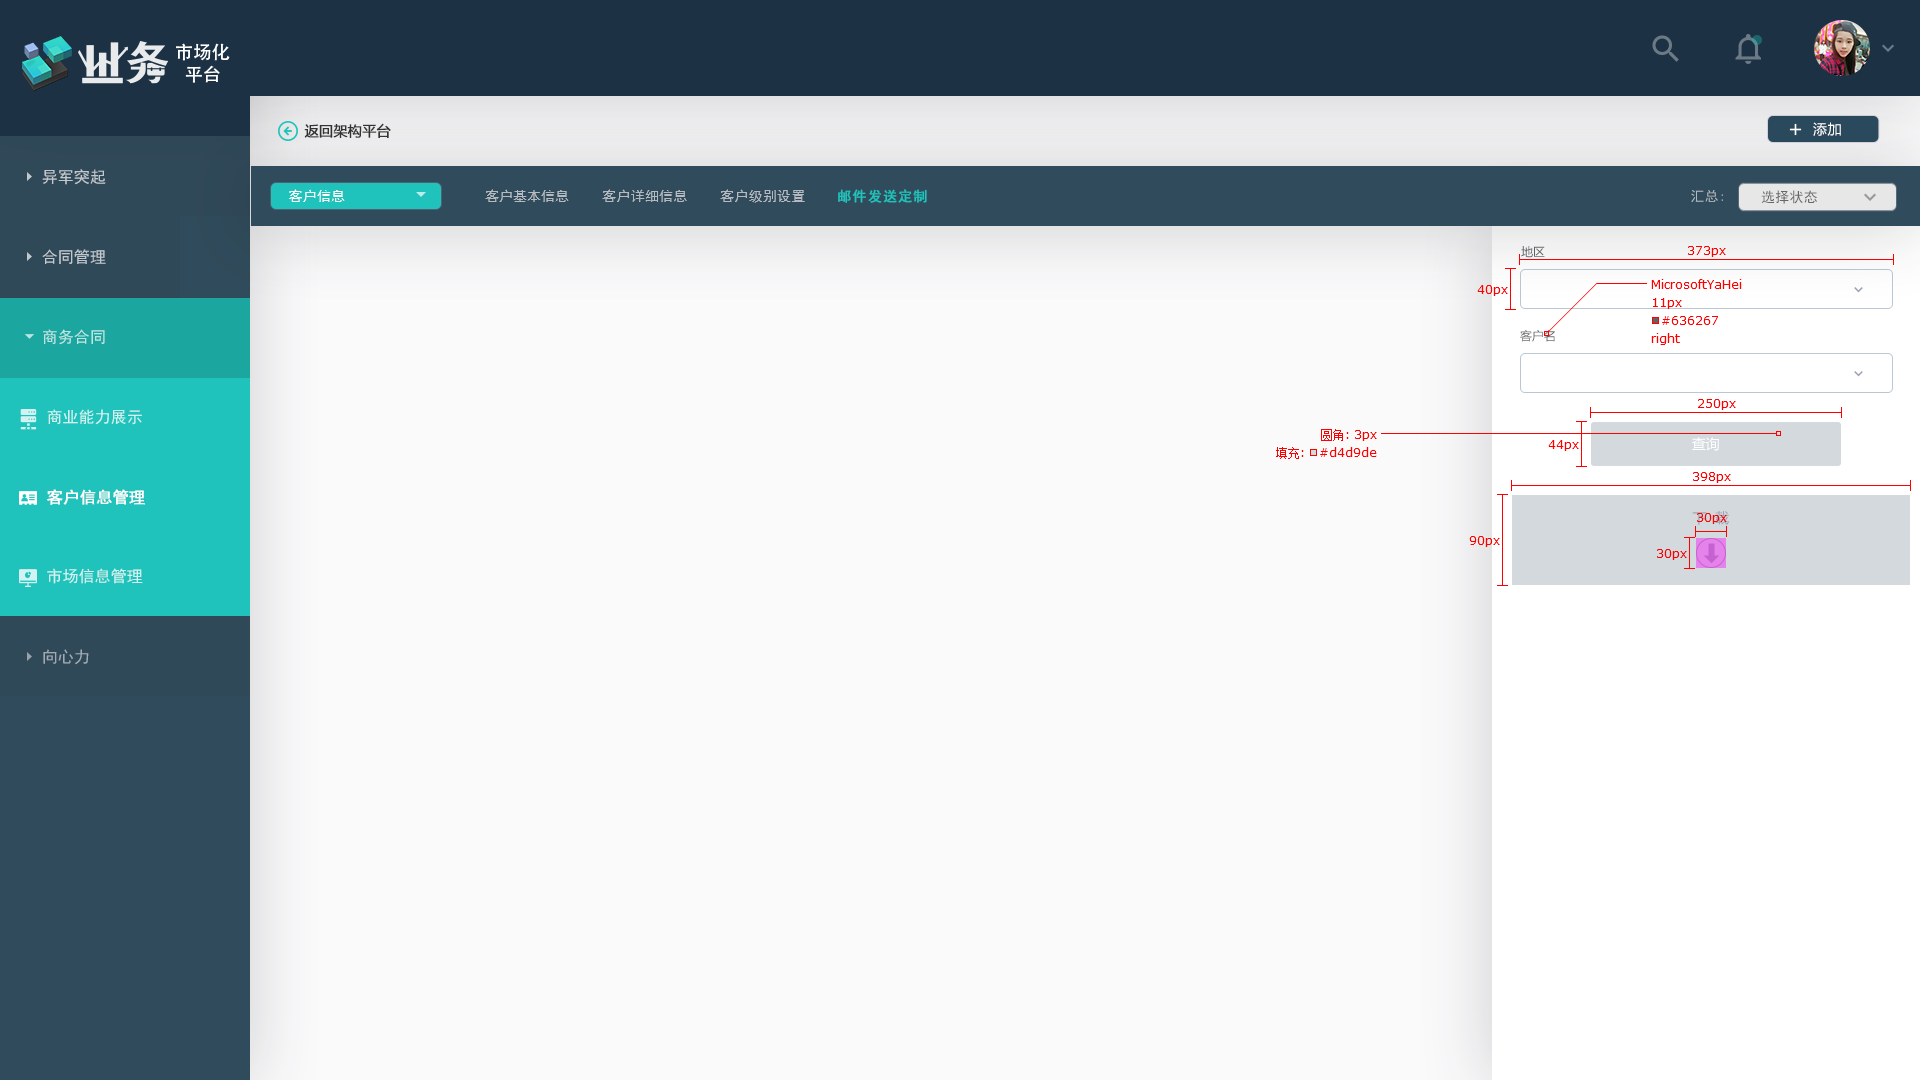 业务 市场化
平台
异军突起
合同管理
商务合同
商业能力展示
客户信息管理
市场信息管理
向心力
返回架构平台
添加
客户信息
客户基本信息
客户详细信息
客户级别设置
邮件发送定制
汇总：
选择状态
地区
373px
40px
MicrosoftYaHei
11px
#636267
right
客户名
250px
圆角: 3px
填充: #d4d9de
44px
查询
398px
90px
下载
30px
30px